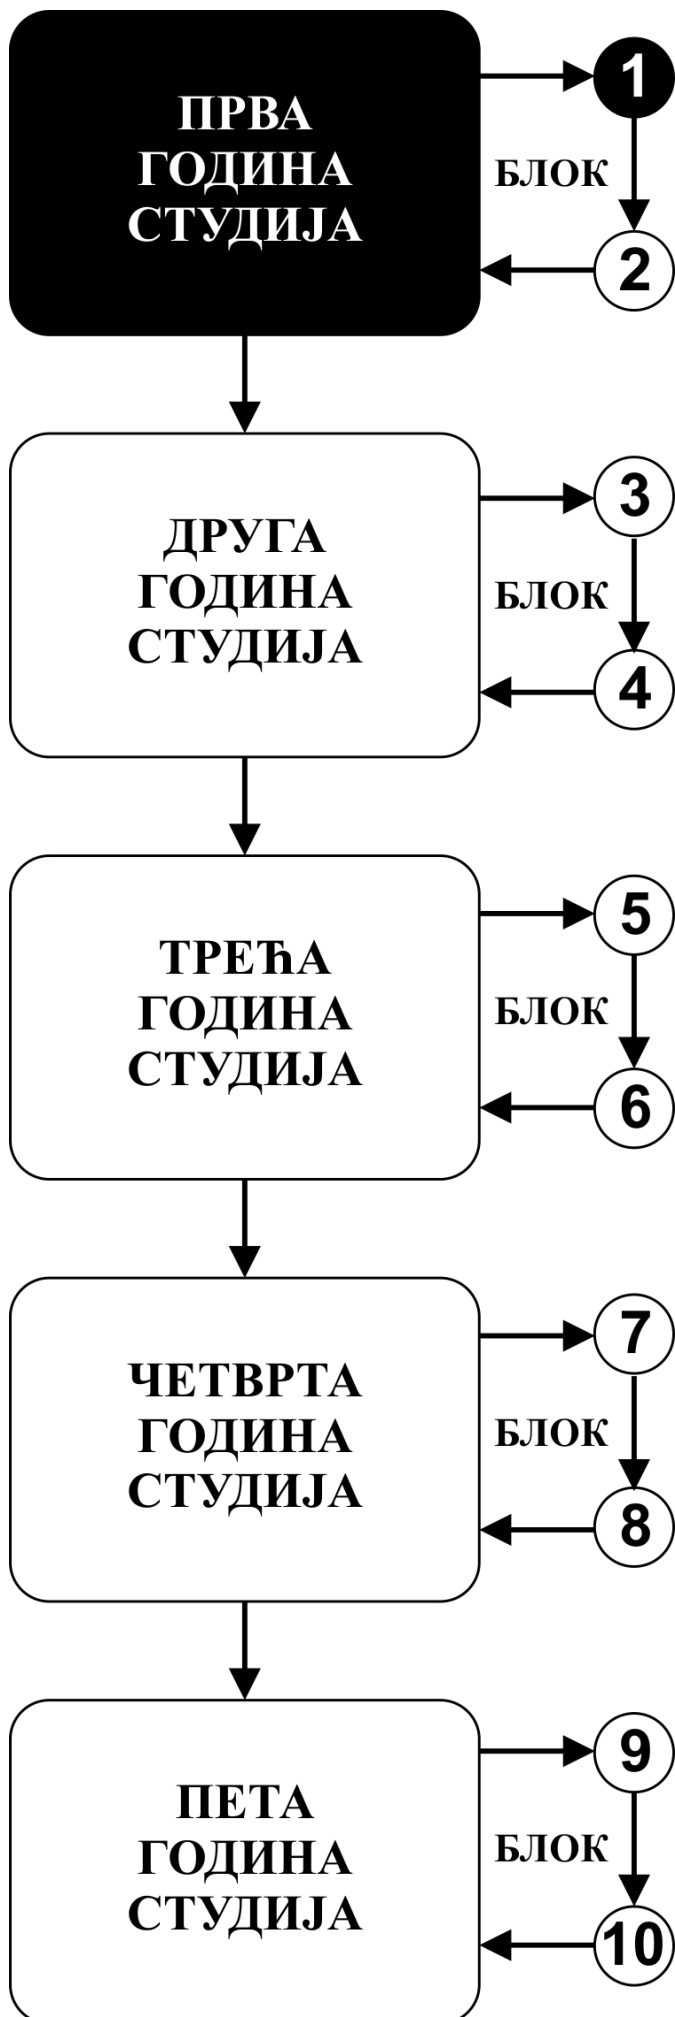 ПРВА
ГОДИНА
СТУДИЈА
1
БЛОК
2
ДРУГА
ГОДИНА
СТУДИЈА
3
БЛОК
4
ТРЕЋА
ГОДИНА
СТУДИЈА
5
БЛОК
6
ЧЕТВРТА
ГОДИНА
СТУДИЈА
7
БЛОК
8
ПЕТА
ГОДИНА
СТУДИЈА
9
БЛОК
10